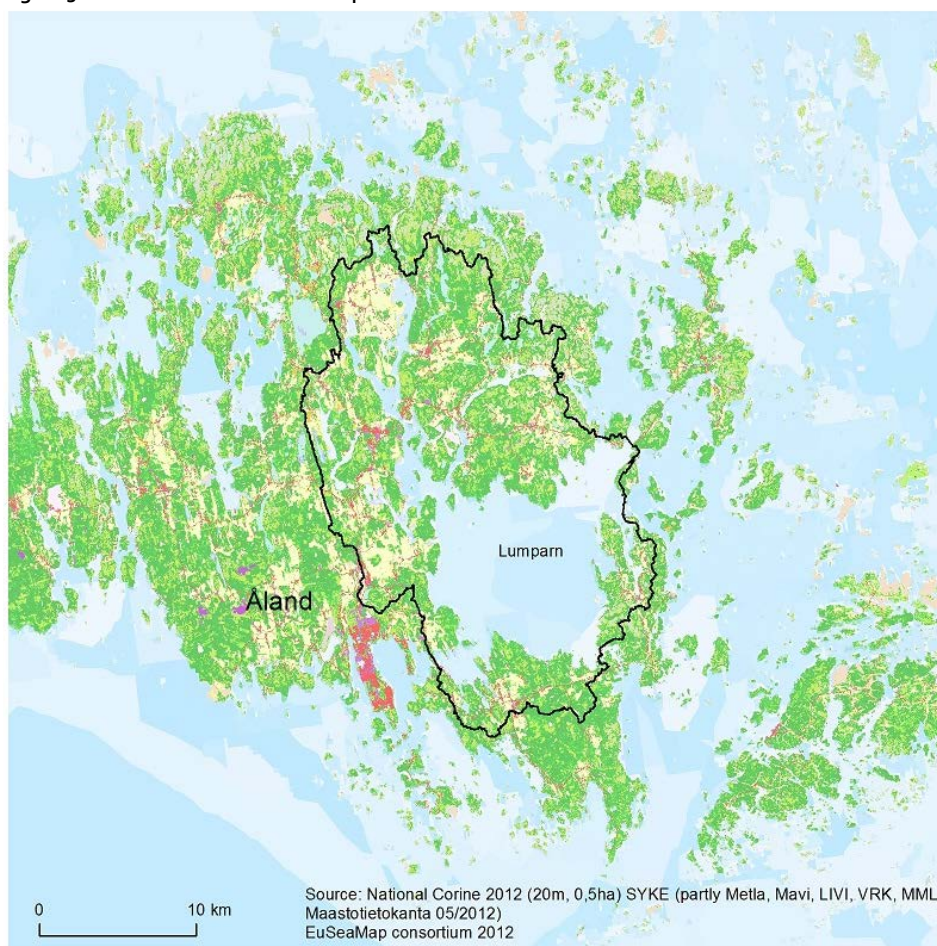 Lumparn
Åland
0 10 km
Source: National Corine 2012 (20m, 0,5ha) SYKE (partly Metla, Mavi, LIVI, VRK, MML
Maastotietokanta 05/2012)
EuSeaMap consortium 2012